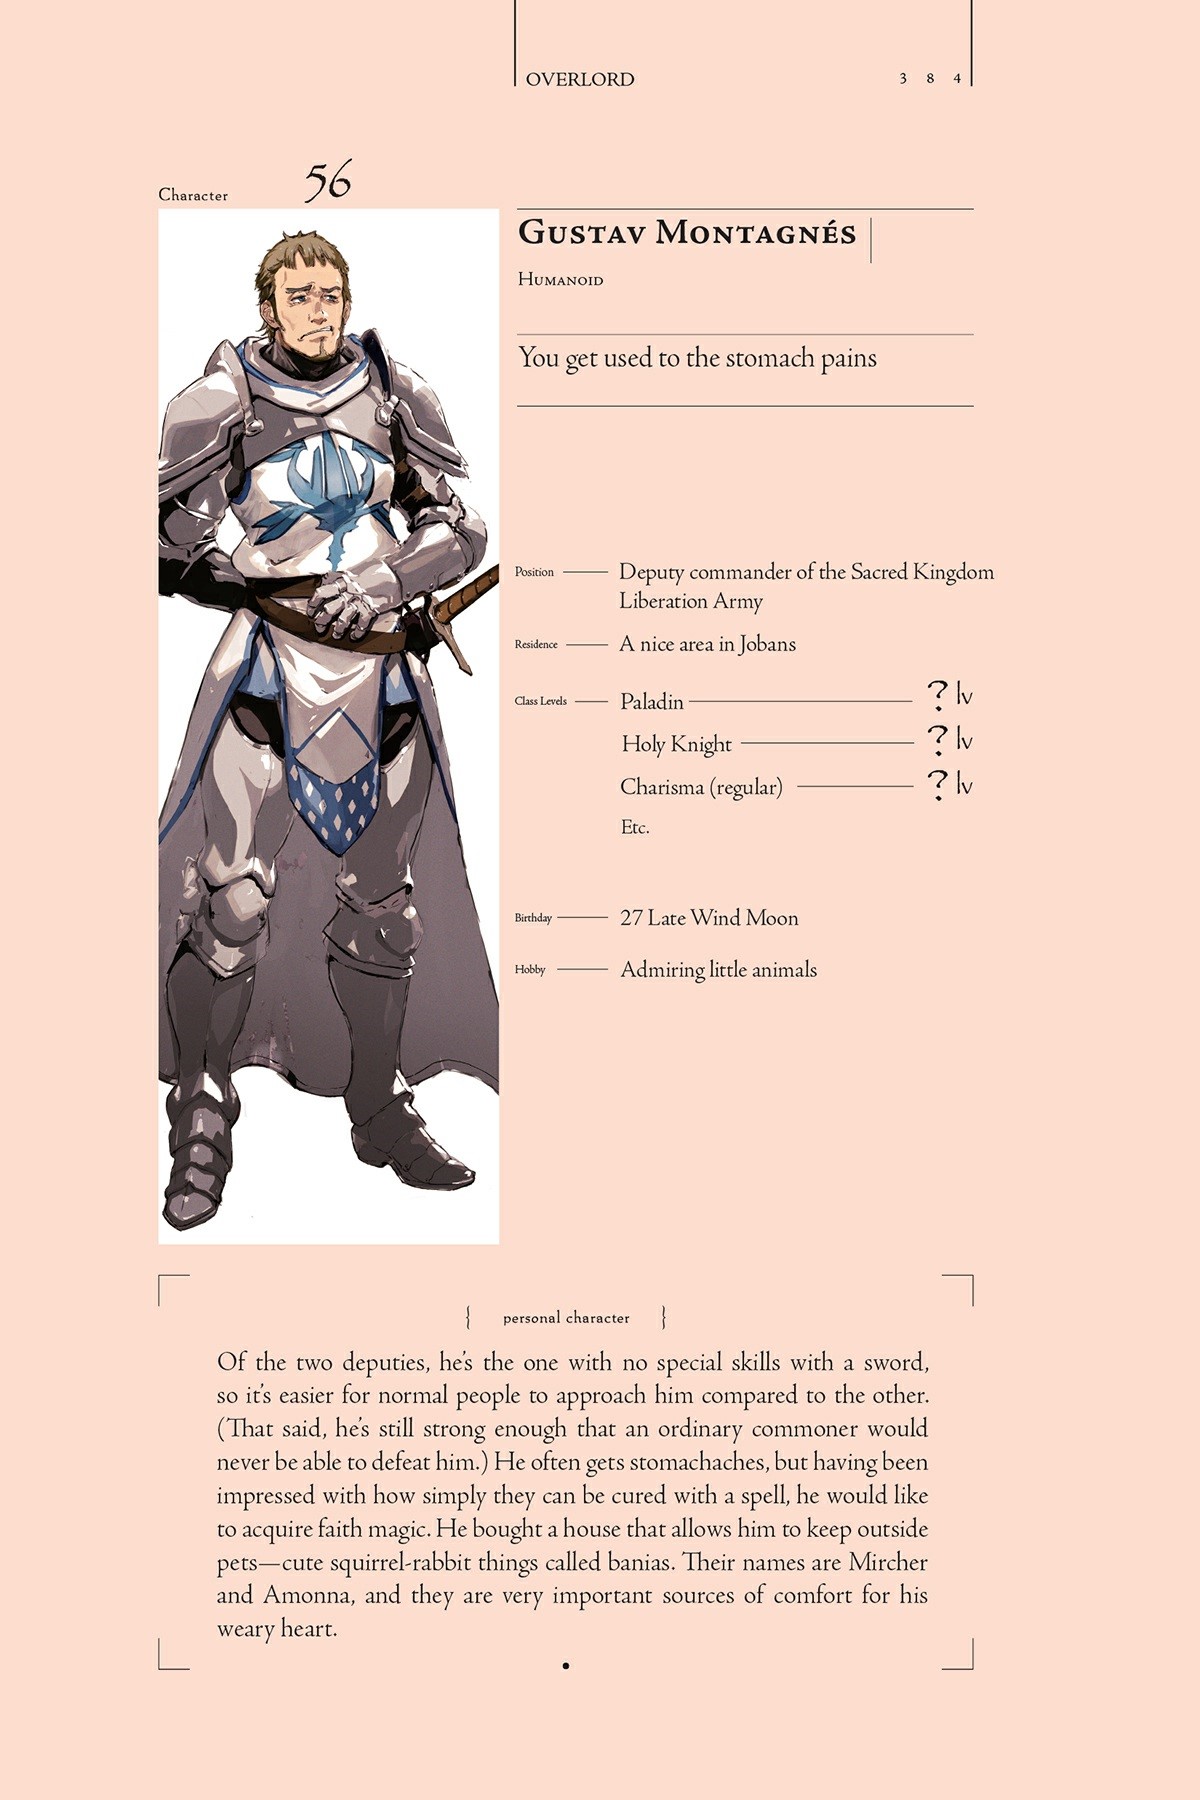 OVERLORD
3 8 4
Character 56
Gustav Montagnés
Humanoid
You get used to the stomach pains
Position Deputy commander of the Sacred Kingdom
Liberation Army
Residence A nice area in Jobans
Class Levels Paladin ? lv
Holy Knight ? lv
Charisma (regular) ? lv
Etc.
Birthday 27 Late Wind Moon
Hobby Admiring little animals
{ personal character }
Of the two deputies, he's the one with no special skills with a sword,
so it's easier for normal people to approach him compared to the other.
(That said, he's still strong enough that an ordinary commoner would
never be able to defeat him.) He often gets stomachaches, but having been
impressed with how simply they can be cured with a spell, he would like
to acquire faith magic. He bought a house that allows him to keep outside
pets—cute squirrel-rabbit things called banias. Their names are Mircher
and Amonna, and they are very important sources of comfort for his
weary heart.